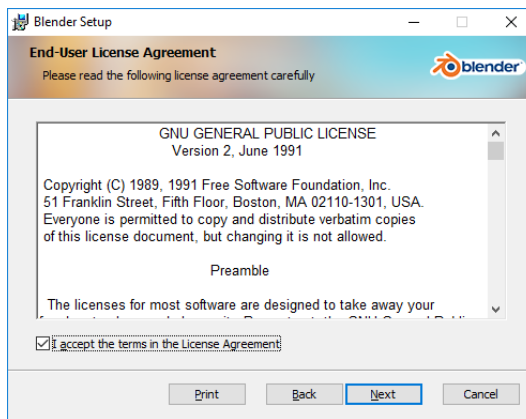 Blender Setup
End-User License Agreement
Please read the following license agreement carefully
blender
GNU GENERAL PUBLIC LICENSE
Version 2, June 1991
Copyright (C) 1989, 1991 Free Software Foundation, Inc.
51 Franklin Street, Fifth Floor, Boston, MA 02110-1301, USA.
Everyone is permitted to copy and distribute verbatim copies
of this license document, but changing it is not allowed.
Preamble
The licenses for most software are designed to take away your
I accept the terms in the License Agreement
Print Back Next Cancel